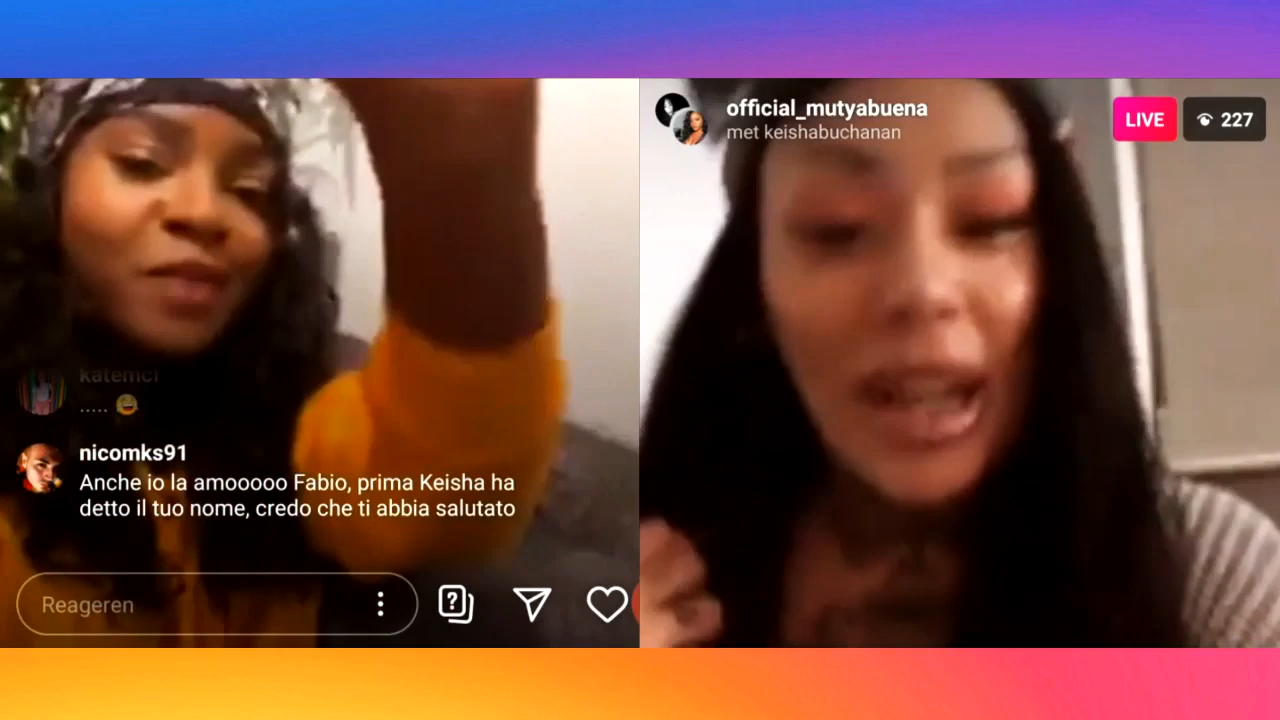 official_mutyabuena
met keishabuchanan
LIVE
227
katemcf
..... 😄
nicomks91
Anche io la amooooo Fabio, prima Keisha ha
detto il tuo nome, credo che ti abbia salutato
Reageren